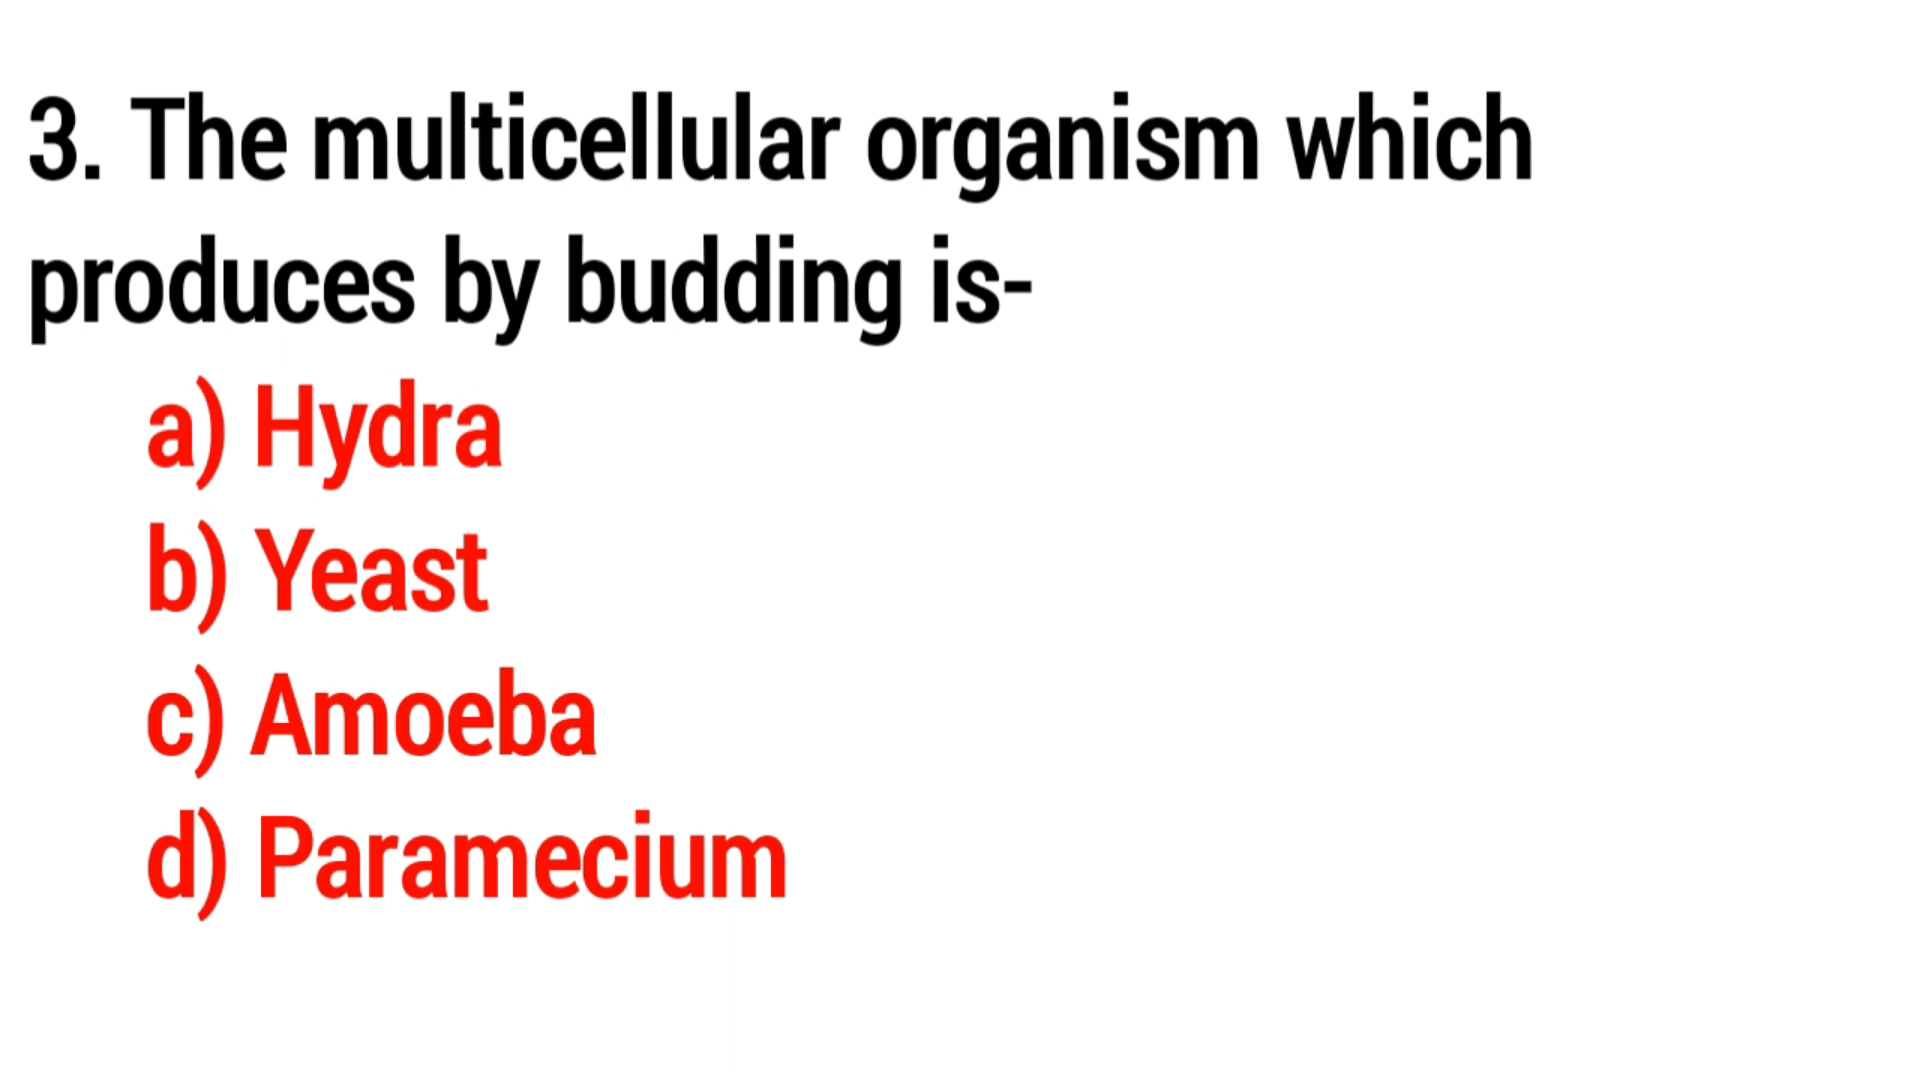 3. The multicellular organism which
produces by budding is-
a) Hydra
b) Yeast
c) Amoeba
d) Paramecium